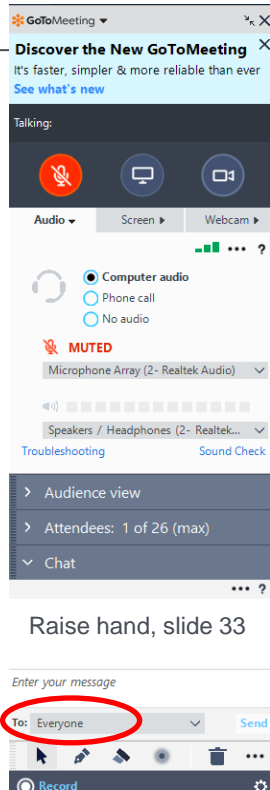 GoToMeeting
Discover the New GoToMeeting
It's faster, simpler & more reliable than ever
See what's new
Talking:
Audio Screen Webcam
?
Computer audio
Phone call
No audio
MUTED
Microphone Array (2- Realtek Audio)
Speakers / Headphones (2- Realtek...
Troubleshooting Sound Check
Audience view
Attendees: 1 of 26 (max)
Chat
... ?
Raise hand, slide 33
Enter your message
To: Everyone Send
Record